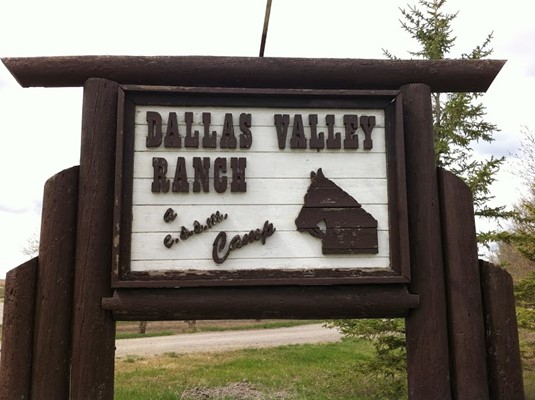 DALLAS VALLEY
RANCH
a
c.s.s.m.
Camp